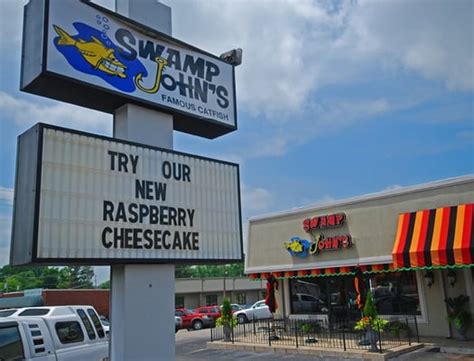 SWAMP
JOHN'S
FAMOUS CATFISH
TRY OUR
NEW
RASPBERRY
CHEESECAKE
SWAMP
JOHN'S